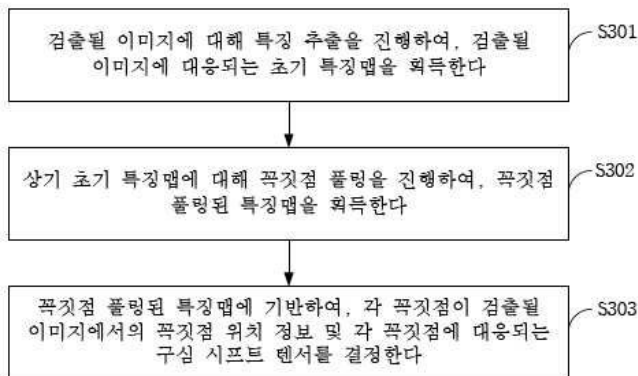 검출될 이미지에 대해 특징 추출을 진행하여, 검출될
이미지에 대응되는 초기 특징맵을 획득한다
S301
상기 초기 특징맵에 대해 꼭짓점 풀링을 진행하여, 꼭짓점
풀링된 특징맵을 획득한다
S302
꼭짓점 풀링된 특징맵에 기반하여, 각 꼭짓점이 검출될
이미지에서의 꼭짓점 위치 정보 및 각 꼭짓점에 대응되는
구심 시프트 텐서를 결정한다
S303